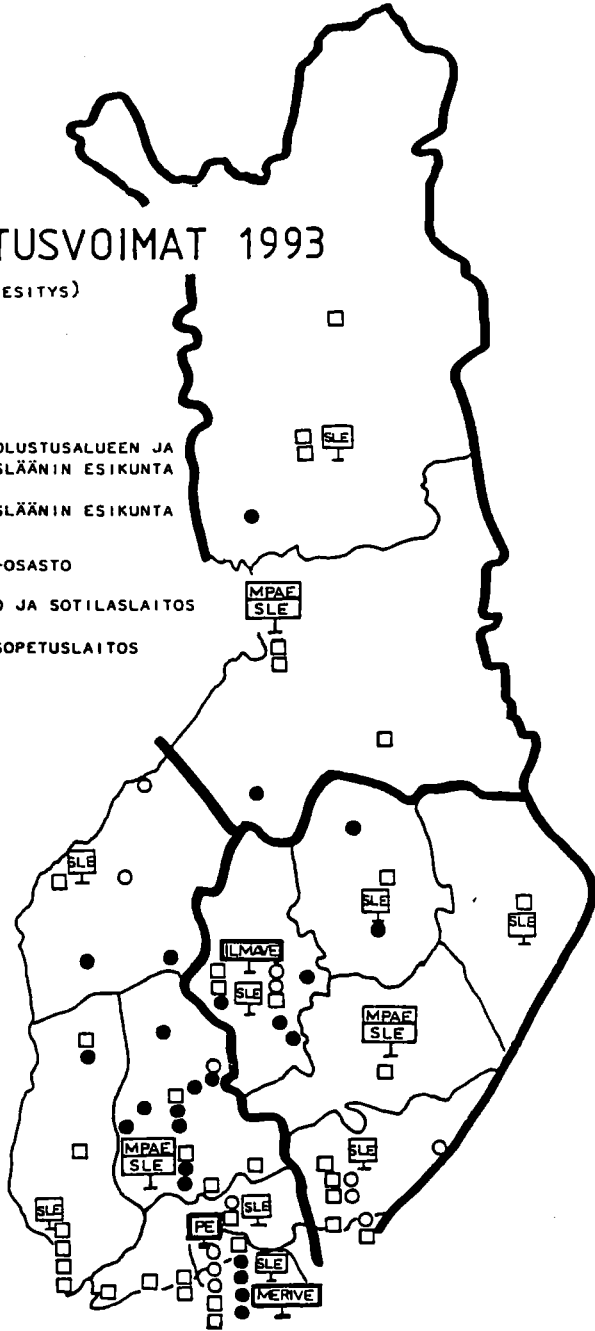 TUSVOIMAT 1993
ESITYS)
OLUSTUSALUEEN JA
SLÄÄNIN ESIKUNTA
SLÄÄNIN ESIKUNTA
-OSASTO
O JA SOTILASLAITOS
SOPETUSLAITOS
SLE
MPAE
SLE
SLE
SLE
SLE
ILMAVE
SLE
MPAE
SLE
MPAE
SLE
SLE
SLE
SLE
PE
SLE
MERIVE